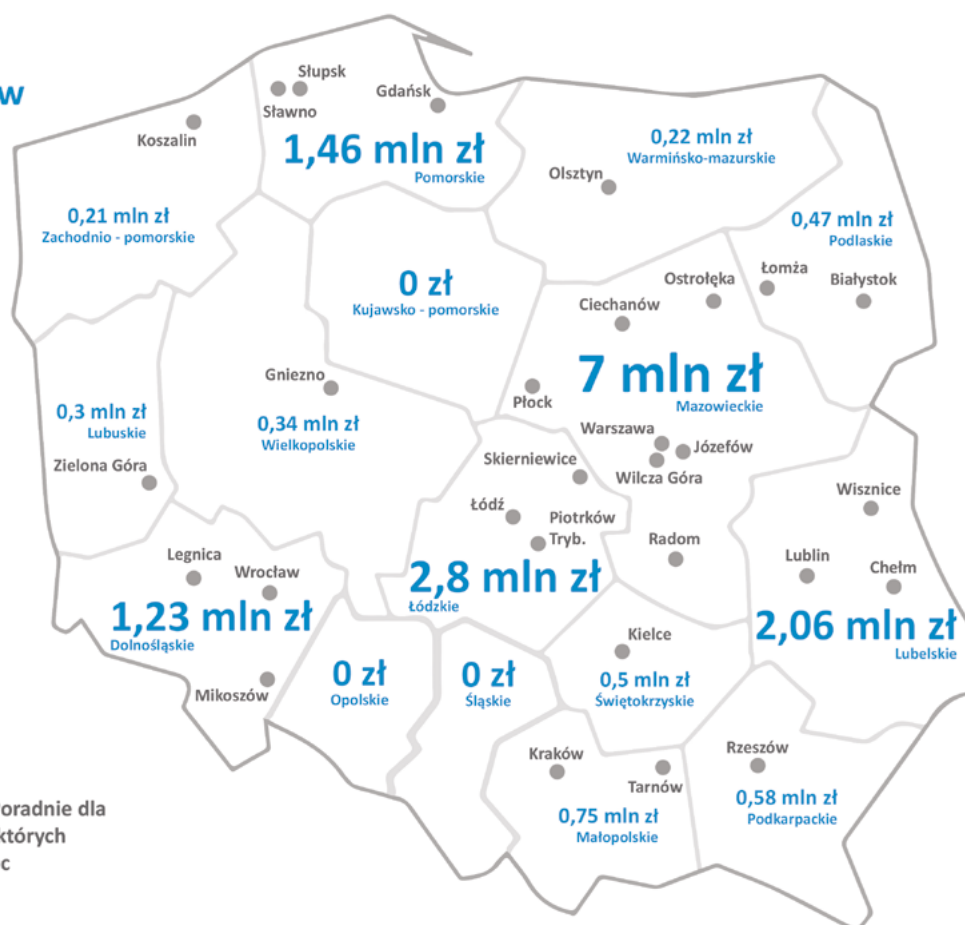 w
Słupsk
Sławno
Gdańsk
Koszalin
1,46 mln zł
Pomorskie
0,22 mln zł
Warmińsko-mazurskie
Olsztyn
0,21 mln zł
Zachodnio - pomorskie
0,47 mln zł
Podlaskie
Łomża
Białystok
Ostrołęka
Ciechanów
0 zł
Kujawsko - pomorskie
7 mln zł
Mazowieckie
Płock
Gniezno
0,34 mln zł
Wielkopolskie
0,3 mln zł
Lubuskie
Zielona Góra
Warszawa
Józefów
Wilcza Góra
Skierniewice
Łódź
Piotrków
Tryb.
Radom
Wisznice
Lublin
Chełm
2,8 mln zł
Łódzkie
Legnica
Wrocław
1,23 mln zł
Dolnośląskie
2,06 mln zł
Lubelskie
Mikoszów
0 zł
Opolskie
0 zł
Śląskie
Kielce
0,5 mln zł
Świętokrzyskie
Kraków
Tarnów
0,75 mln zł
Małopolskie
Rzeszów
0,58 mln zł
Podkarpackie
oradnie dla
których
c